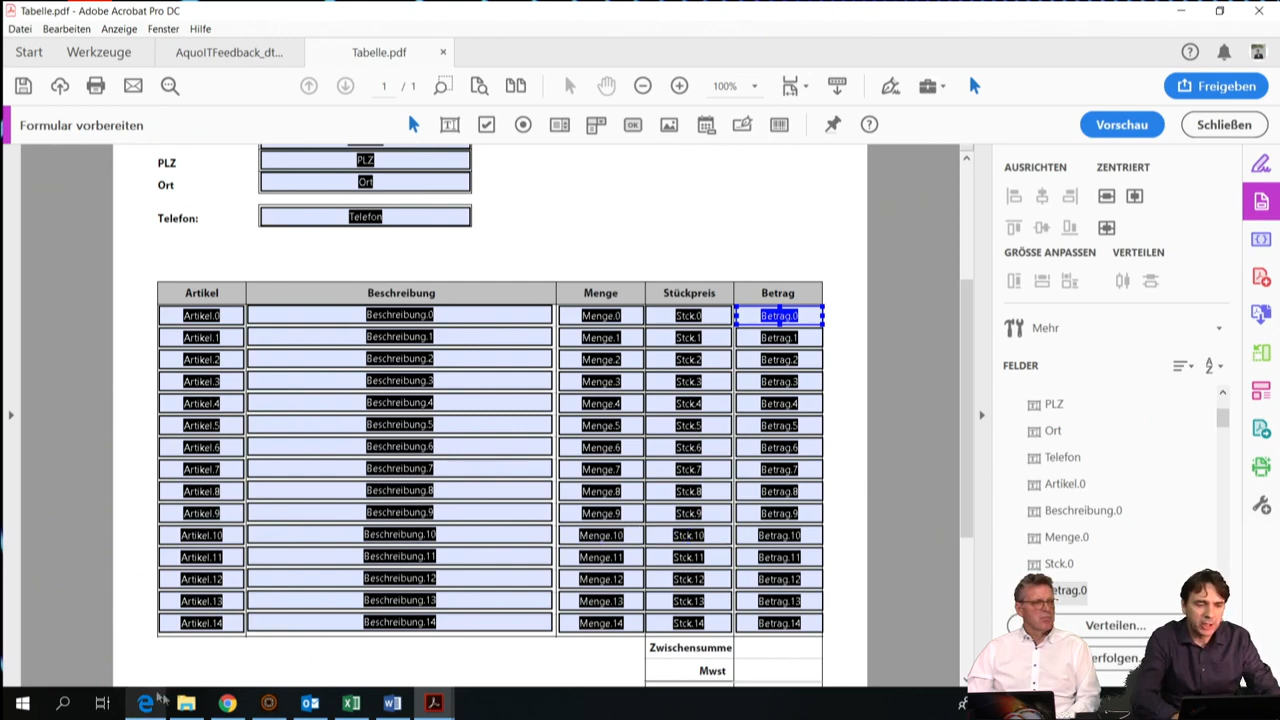 Tabelle.pdf - Adobe Acrobat Pro DC
Datei Bearbeiten Anzeige Fenster Hilfe
Start Werkzeuge AquoITFeedback_dt... Tabelle.pdf ×
1 / 1 100% Freigeben
Formular vorbereiten Vorschau Schließen
PLZ PLZ
Ort Ort
Telefon: Telefon
Artikel Beschreibung Menge Stückpreis Betrag
Artikel.0 Beschreibung.0 Menge.0 Stck.0 Betrag.0
Artikel.1 Beschreibung.1 Menge.1 Stck.1 Betrag.1
Artikel.2 Beschreibung.2 Menge.2 Stck.2 Betrag.2
Artikel.3 Beschreibung.3 Menge.3 Stck.3 Betrag.3
Artikel.4 Beschreibung.4 Menge.4 Stck.4 Betrag.4
Artikel.5 Beschreibung.5 Menge.5 Stck.5 Betrag.5
Artikel.6 Beschreibung.6 Menge.6 Stck.6 Betrag.6
Artikel.7 Beschreibung.7 Menge.7 Stck.7 Betrag.7
Artikel.8 Beschreibung.8 Menge.8 Stck.8 Betrag.8
Artikel.9 Beschreibung.9 Menge.9 Stck.9 Betrag.9
Artikel.10 Beschreibung.10 Menge.10 Stck.10 Betrag.10
Artikel.11 Beschreibung.11 Menge.11 Stck.11 Betrag.11
Artikel.12 Beschreibung.12 Menge.12 Stck.12 Betrag.12
Artikel.13 Beschreibung.13 Menge.13 Stck.13 Betrag.13
Artikel.14 Beschreibung.14 Menge.14 Stck.14 Betrag.14
Zwischensumme
Mwst
AUSRICHTEN ZENTRIERT
GRÖSSE ANPASSEN VERTEILEN
Mehr
FELDER
PLZ
Ort
Telefon
Artikel.0
Beschreibung.0
Menge.0
Stck.0
etrag.0
Verteilen...
erfolgen...